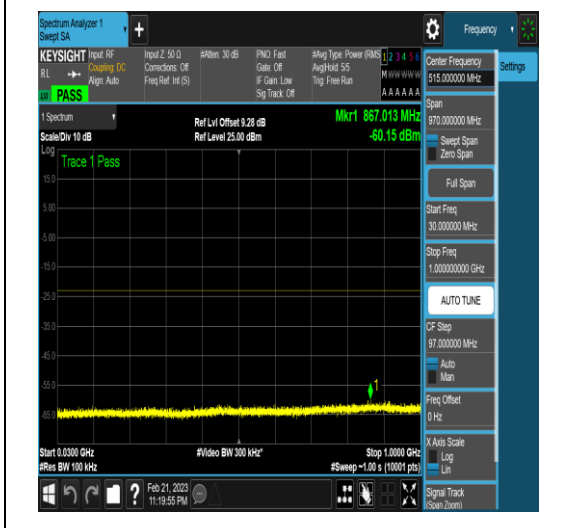 Spectrum Analyzer 1
Swept SA
+
Frequency
KEYSIGHT
RL
PASS
Input: RF
Coupling: DC
Align: Auto
Input Z: 50 Ω
Corrections: Off
Freq Ref: Int (S)
#Atten: 30 dB
PNO: Fast
Gate: Off
IF Gain: Low
Sig Track: Off
#Avg Type: Power (RMS
Avg|Hold: 5/5
Trig: Free Run
1 2 3 4 5 6
M W W W W W
A A A A A A
Center Frequency
515.000000 MHz
Settings
1 Spectrum
Scale/Div 10 dB
Ref Lvl Offset 9.28 dB
Ref Level 25.00 dBm
Mkr1 867.013 MHz
-60.15 dBm
Span
970.000000 MHz
Swept Span
Zero Span
Full Span
Start Freq
30.000000 MHz
Stop Freq
1.000000000 GHz
AUTO TUNE
CF Step
97.000000 MHz
Auto
Man
Freq Offset
0 Hz
X Axis Scale
Log
Lin
Signal Track
(Span Zoom)
Log
Trace 1 Pass
15.0
5.00
-5.00
-15.0
-25.0
-35.0
-45.0
-55.0
-65.0
1
Start 0.0300 GHz
#Res BW 100 kHz
#Video BW 300 kHz*
Stop 1.0000 GHz
#Sweep ~1.00 s (10001 pts)
?
Feb 21, 2023
11:19:55 PM